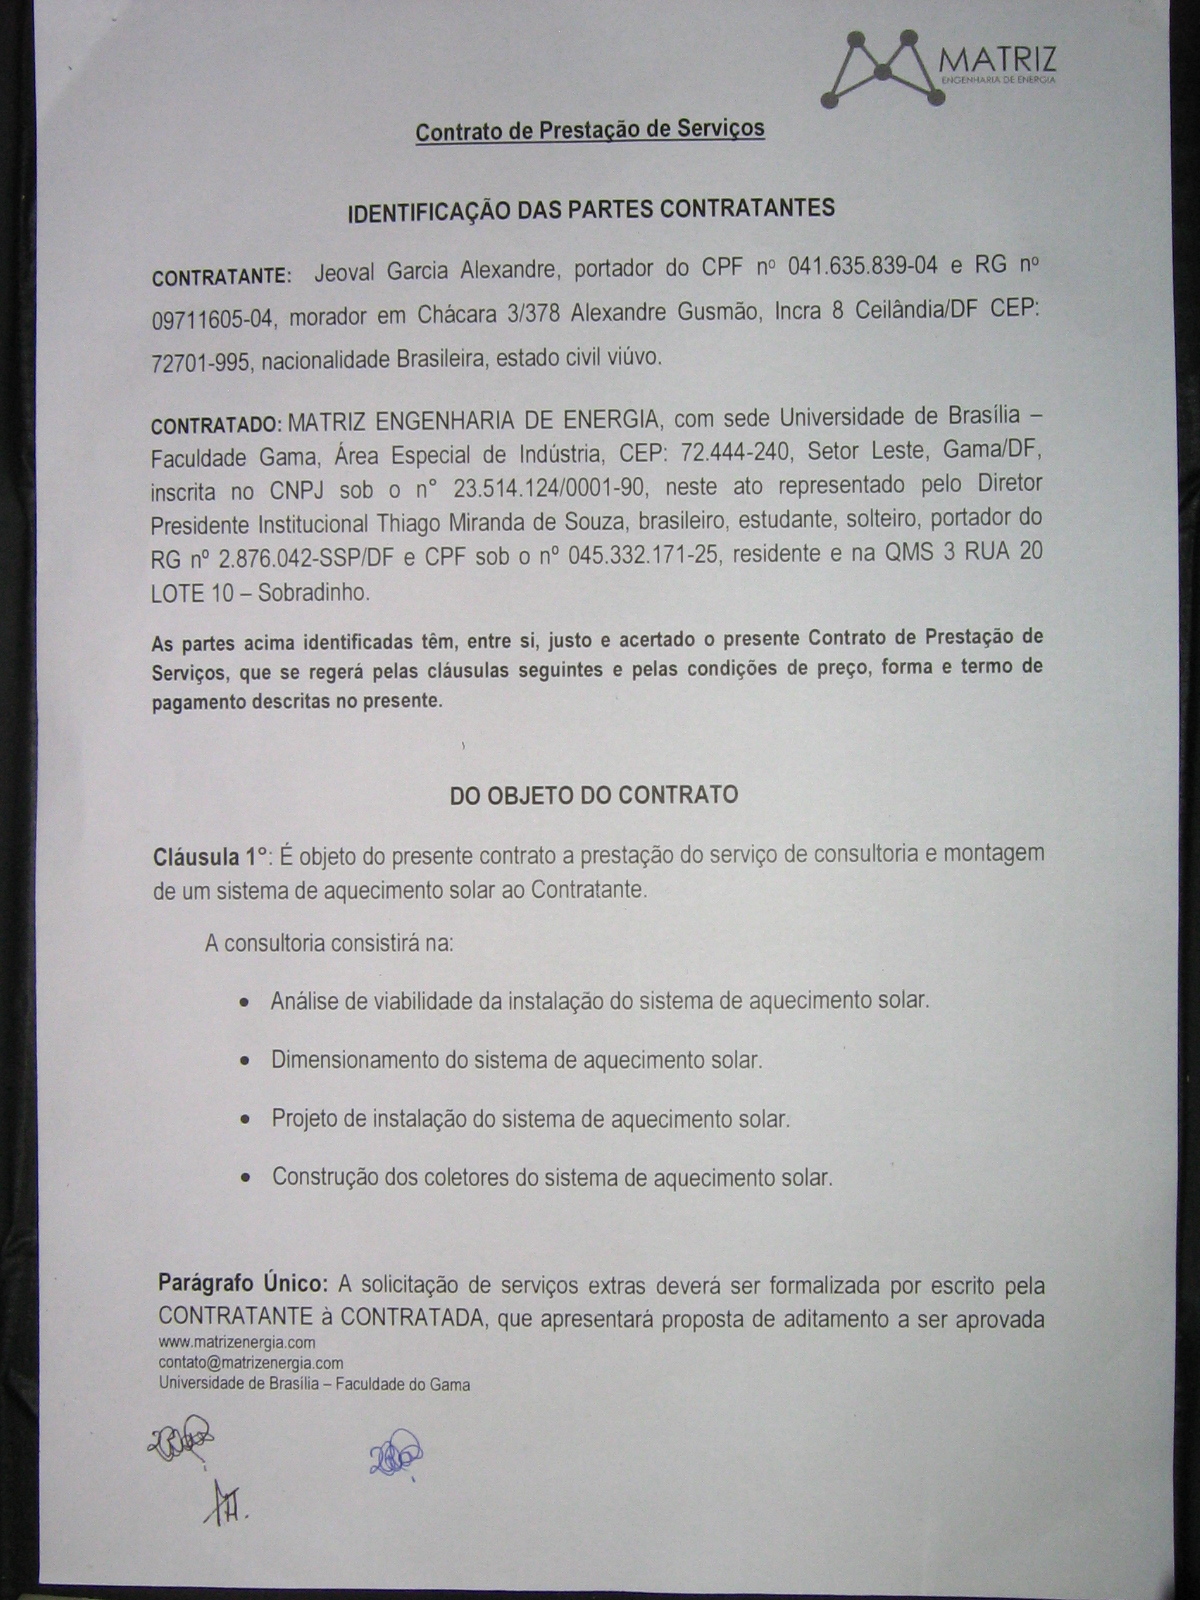 MATRIZ
ENGENHARIA DE ENERGIA
Contrato de Prestação de Serviços
IDENTIFICAÇÃO DAS PARTES CONTRATANTES
CONTRATANTE: Jeoval Garcia Alexandre, portador do CPF nº 041.635.839-04 e RG nº
09711605-04, morador em Chácara 3/378 Alexandre Gusmão, Incra 8 Ceilândia/DF CEP:
72701-995, nacionalidade Brasileira, estado civil viúvo.
CONTRATADO: MATRIZ ENGENHARIA DE ENERGIA, com sede Universidade de Brasília –
Faculdade Gama, Área Especial de Indústria, CEP: 72.444-240, Setor Leste, Gama/DF,
inscrita no CNPJ sob o n° 23.514.124/0001-90, neste ato representado pelo Diretor
Presidente Institucional Thiago Miranda de Souza, brasileiro, estudante, solteiro, portador do
RG nº 2.876.042-SSP/DF e CPF sob o nº 045.332.171-25, residente e na QMS 3 RUA 20
LOTE 10 – Sobradinho.
As partes acima identificadas têm, entre si, justo e acertado o presente Contrato de Prestação de
Serviços, que se regerá pelas cláusulas seguintes e pelas condições de preço, forma e termo de
pagamento descritas no presente.
DO OBJETO DO CONTRATO
Cláusula 1º: É objeto do presente contrato a prestação do serviço de consultoria e montagem
de um sistema de aquecimento solar ao Contratante.
A consultoria consistirá na:
• Análise de viabilidade da instalação do sistema de aquecimento solar.
• Dimensionamento do sistema de aquecimento solar.
• Projeto de instalação do sistema de aquecimento solar.
• Construção dos coletores do sistema de aquecimento solar.
Parágrafo Único: A solicitação de serviços extras deverá ser formalizada por escrito pela
CONTRATANTE à CONTRATADA, que apresentará proposta de aditamento a ser aprovada
www.matrizenergia.com
contato@matrizenergia.com
Universidade de Brasília – Faculdade do Gama